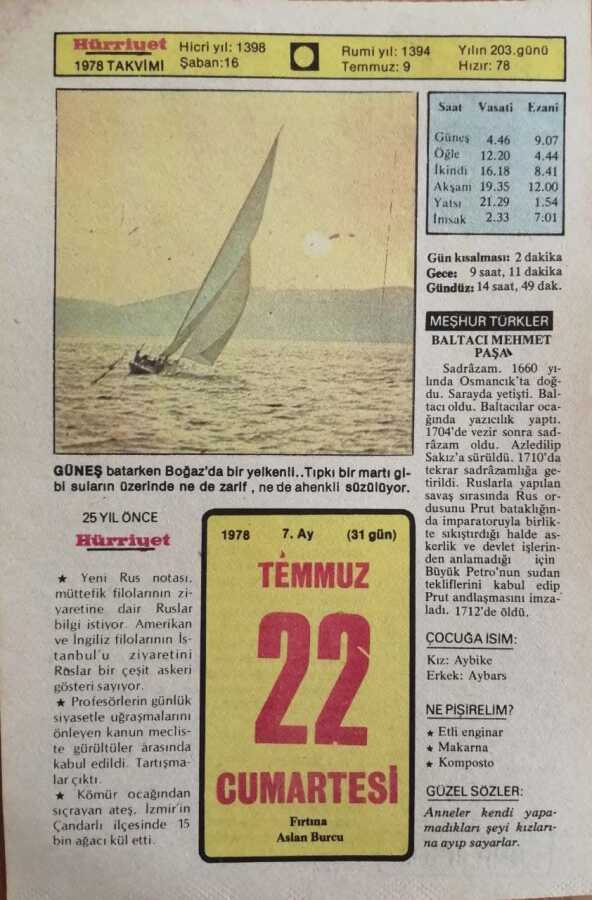 Hürriyet
1978 TAKVİMİ
Hicri yıl: 1398
Şaban:16
Rumi yıl: 1394
Temmuz: 9
Yılın 203.günü
Hızır: 78
Saat Vasati Ezani
Güneş 4.46 9.07
Öğle 12.20 4.44
İkindi 16.18 8.41
Akşam 19.35 12.00
Yatsı 21.29 1.54
İmsak 2.33 7:01
Gün kısalması: 2 dakika
Gece: 9 saat, 11 dakika
Gündüz: 14 saat, 49 dak.
MEŞHUR TÜRKLER
BALTACI MEHMET
PAŞA
Sadrâzam. 1660 yı-
lında Osmancık'ta doğ-
du. Sarayda yetişti. Bal-
tacı oldu. Baltacılar oca-
ğında yazıcılık yaptı.
1704'de vezir sonra sad-
râzam oldu. Azledilip
Sakız'a sürüldü. 1710'da
tekrar sadrâzamlığa ge-
tirildi. Ruslarla yapılan
savaş sırasında Rus or-
dusunu Prut bataklığın-
da imparatoruyla birlik-
te sıkıştırdığı halde as-
kerlik ve devlet işlerin-
den anlamadığı için
Büyük Petro'nun sudan
tekliflerini kabul edip
Prut andlaşmasını imza-
ladı. 1712'de öldü.
ÇOCUĞA İSİM:
Kız: Aybike
Erkek: Aybars
NE PİŞİRELİM?
★ Etli enginar
★ Makarna
★ Komposto
GÜZEL SÖZLER:
Anneler kendi yapa-
madıkları şeyi kızları-
na ayıp sayarlar.
GÜNEŞ batarken Boğaz'da bir yelkenli..Tıpkı bir martı gi-
bi suların üzerinde ne de zarif , ne de ahenkli süzülüyor.
25 YIL ÖNCE
Hürriyet
★ Yeni Rus notası,
müttefik filolarının zi-
yaretine dair Ruslar
bilgi istiyor. Amerikan
ve İngiliz filolarının İs-
tanbul'u ziyaretini
Ruslar bir çeşit askeri
gösteri sayıyor.
★ Profesörlerin günlük
siyasetle uğraşmalarını
önleyen kanun meclis-
te gürültüler arasında
kabul edildi. Tartışma-
lar çıktı.
★ Kömür ocağından
sıçrayan ateş, İzmir'in
Çandarlı ilçesinde 15
bin ağacı kül etti.
1978 7. Ay (31 gün)
TEMMUZ
22
CUMARTESİ
Fırtına
Aslan Burcu